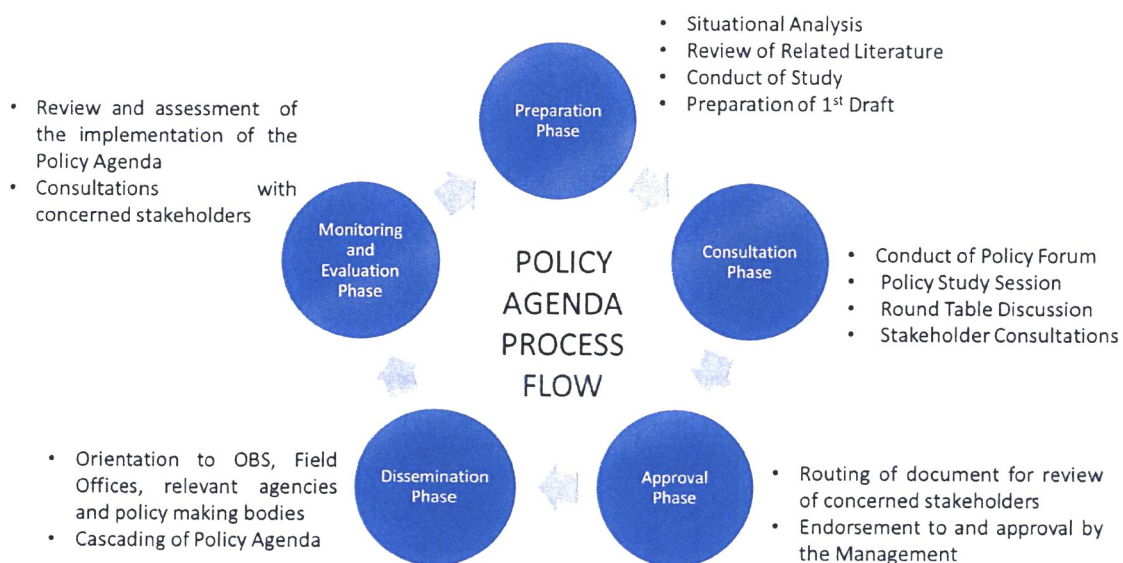 • Situational Analysis
• Review of Related Literature
• Conduct of Study
• Preparation of 1st Draft
Preparation
Phase
• Review and assessment of
the implementation of the
Policy Agenda
• Consultations with
concerned stakeholders
Monitoring
and
Evaluation
Phase
POLICY
AGENDA
PROCESS
FLOW
Consultation
Phase
• Conduct of Policy Forum
• Policy Study Session
• Round Table Discussion
• Stakeholder Consultations
• Orientation to OBS, Field
Offices, relevant agencies
and policy making bodies
• Cascading of Policy Agenda
Dissemination
Phase
Approval
Phase
• Routing of document for review
of concerned stakeholders
• Endorsement to and approval by
the Management